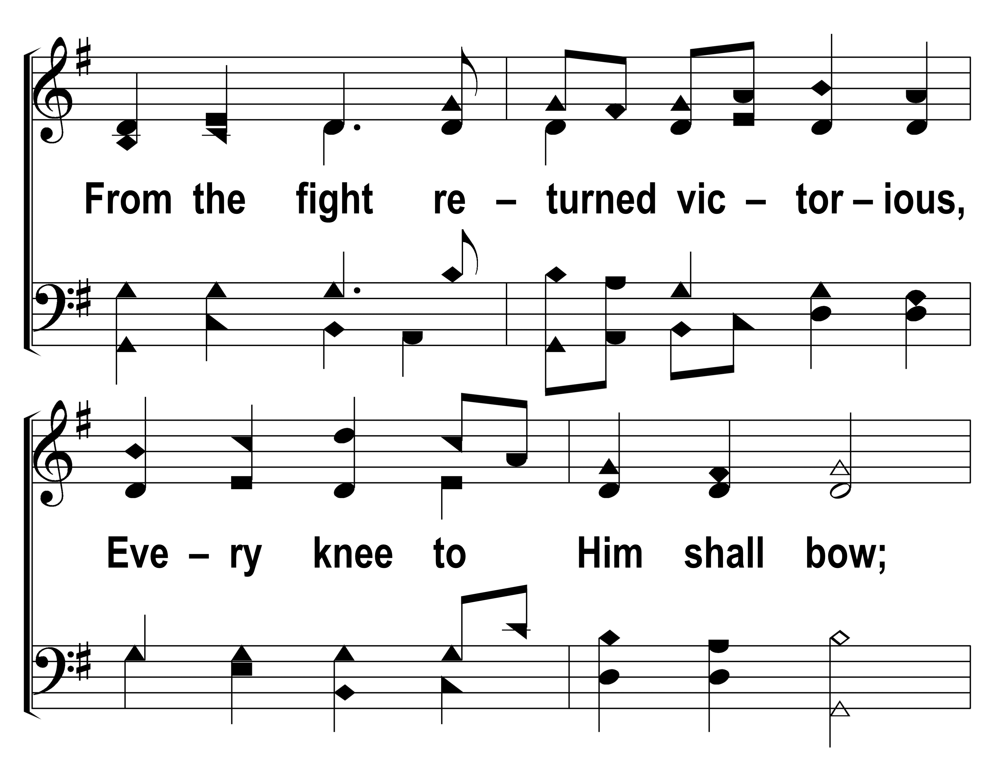 From the fight re – turned vic – tor – ious,
Eve – ry knee to Him shall bow;